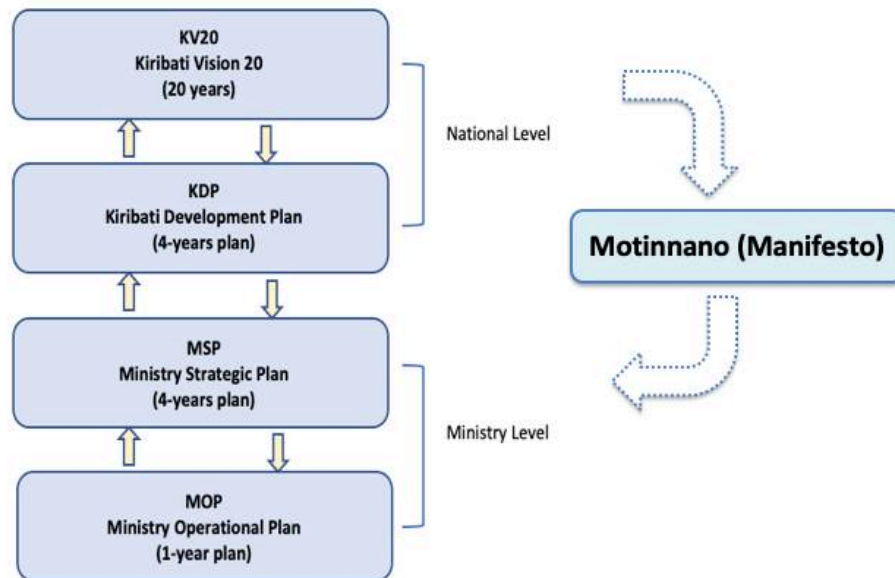 KV20
Kiribati Vision 20
(20 years)
National Level
KDP
Kiribati Development Plan
(4-years plan)
Motinnano (Manifesto)
MSP
Ministry Strategic Plan
(4-years plan)
Ministry Level
MOP
Ministry Operational Plan
(1-year plan)